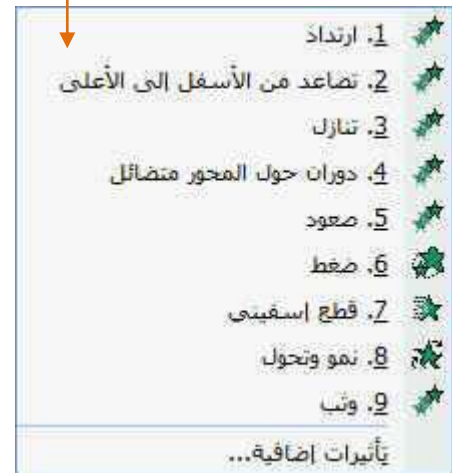 1. ارتداد
2. تصاعد من الأسفل إلى الأعلى
3. تنازل
4. دوران حول المحور متضائل
5. صعود
6. ضغط
7. قطع إسفيني
8. نمو وتحول
9. وثب
تأثيرات إضافية...